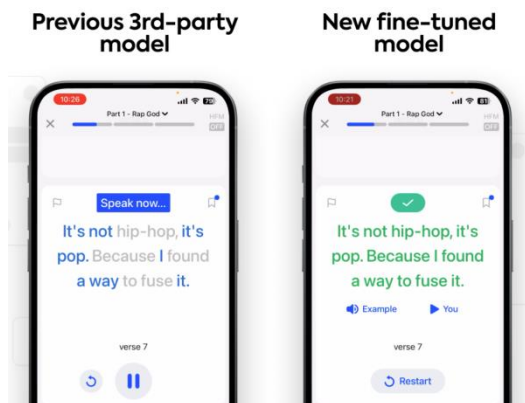 Previous 3rd-party
model
10:26
79
Part 1 - Rap God
HFM
OFF
Speak now...
It's not hip-hop, it's
pop. Because I found
a way to fuse it.
verse 7
New fine-tuned
model
10:21
81
Part 1 - Rap God
HFM
OFF
It's not hip-hop, it's
pop. Because I found
a way to fuse it.
Example
You
verse 7
Restart